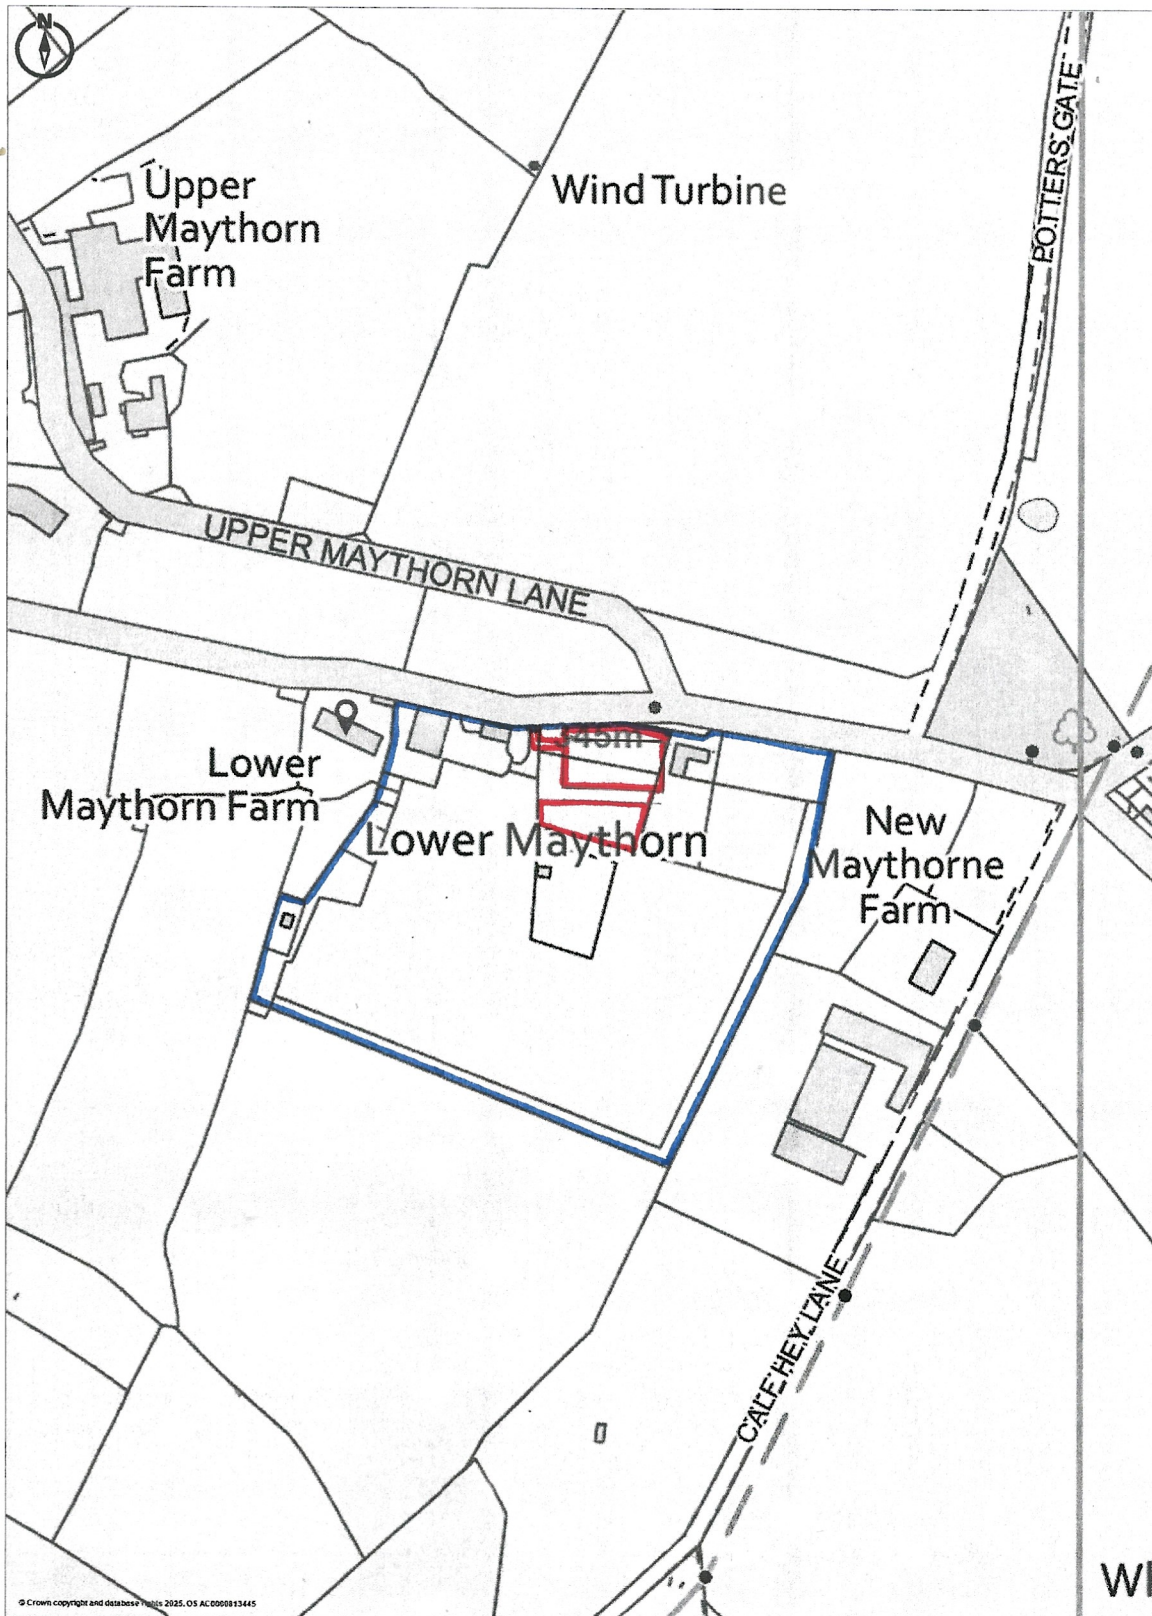 N
POTTERS GATE
Upper
Maythorn
Farm
Wind Turbine
UPPER MAYTHORN LANE
345m
Lower
Maythorn Farm
Lower Maythorn
New
Maythorne
Farm
CALF HEY LANE
© Crown copyright and database rights 2025. OS AC0000813445